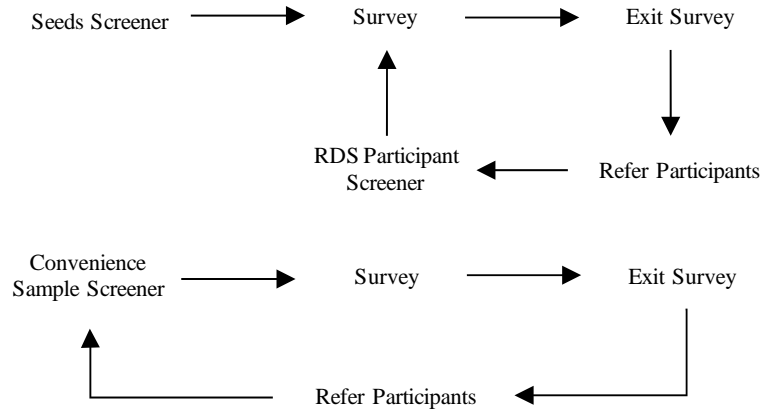 Seeds Screener
Survey
Exit Survey
RDS Participant
Screener
Refer Participants
Convenience
Sample Screener
Survey
Exit Survey
Refer Participants